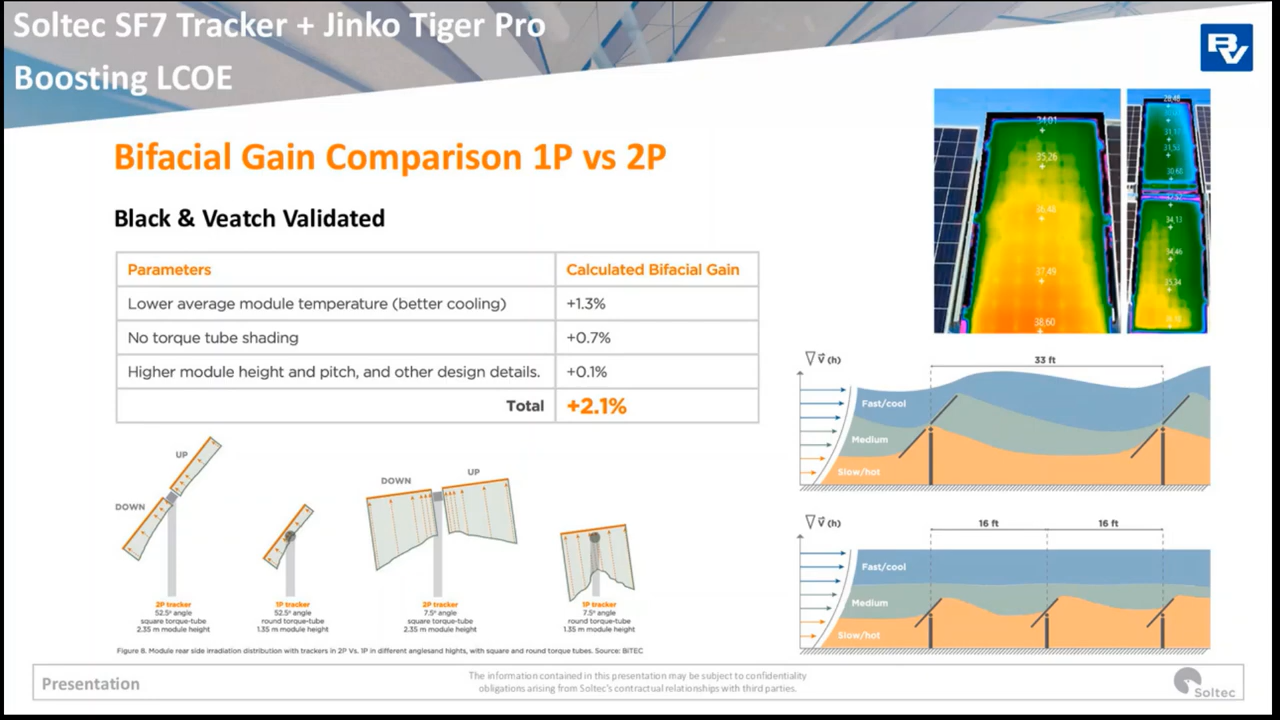 Soltec SF7 Tracker + Jinko Tiger Pro
Boosting LCOE
BV
Bifacial Gain Comparison 1P vs 2P
Black & Veatch Validated
Parameters Calculated Bifacial Gain
Lower average module temperature (better cooling) +1.3%
No torque tube shading +0.7%
Higher module height and pitch, and other design details. +0.1%
Total +2.1%
34,01
35,26
36,48
37,49
38,60
28,48
31,53
30,60
34,13
34,46
35,34
V (h)
33 ft
Fast/cool
Medium
Slow/hot
V (h)
16 ft 16 ft
Fast/cool
Medium
Slow/hot
UP
DOWN
DOWN
UP
2P tracker
52.5° angle
square torque-tube
2.35 m module height
1P tracker
52.5° angle
round torque-tube
1.35 m module height
2P tracker
7.5° angle
square torque-tube
2.35 m module height
1P tracker
7.5° angle
round torque-tube
1.35 m module height
Figure 8. Module rear side irradiation distribution with trackers in 2P Vs. 1P in different anglesand hights, with square and round torque tubes. Source: BiTEC
Presentation
The information contained in this presentation may be subject to confidentiality
obligations arising from Soltec's contractual relationships with third parties.
Soltec